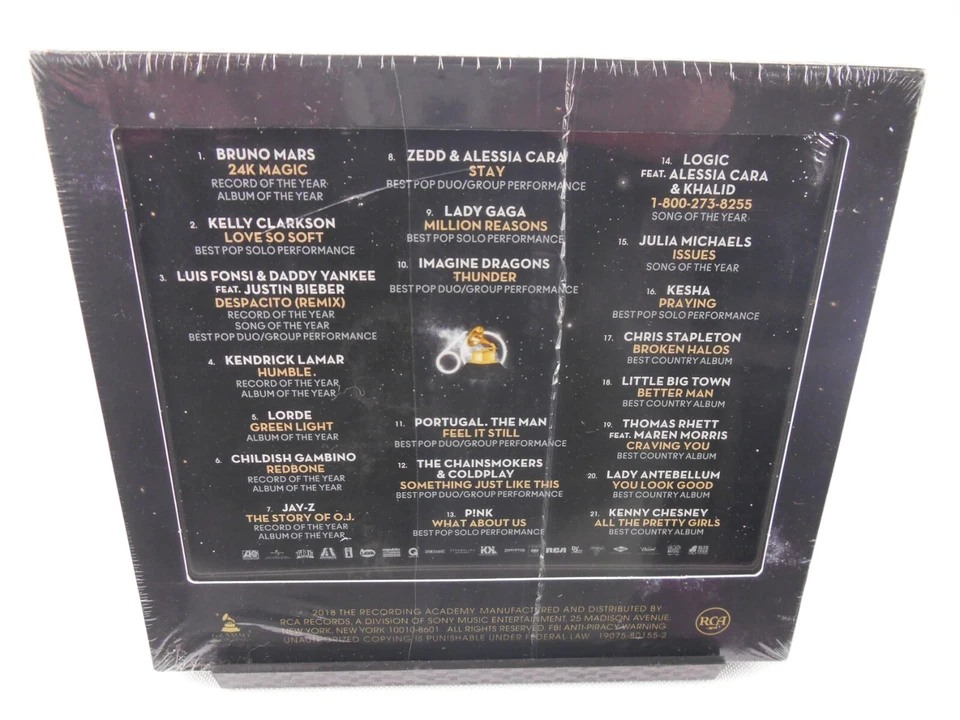 1. BRUNO MARS
24K MAGIC
RECORD OF THE YEAR
ALBUM OF THE YEAR
2. KELLY CLARKSON
LOVE SO SOFT
BEST POP SOLO PERFORMANCE
3. LUIS FONSI & DADDY YANKEE
FEAT. JUSTIN BIEBER
DESPACITO (REMIX)
RECORD OF THE YEAR
SONG OF THE YEAR
BEST POP DUO/GROUP PERFORMANCE
4. KENDRICK LAMAR
HUMBLE.
RECORD OF THE YEAR
ALBUM OF THE YEAR
5. LORDE
GREEN LIGHT
ALBUM OF THE YEAR
6. CHILDISH GAMBINO
REDBONE
RECORD OF THE YEAR
ALBUM OF THE YEAR
7. JAY-Z
THE STORY OF O.J.
RECORD OF THE YEAR
ALBUM OF THE YEAR
8. ZEDD & ALESSIA CARA
STAY
BEST POP DUO/GROUP PERFORMANCE
9. LADY GAGA
MILLION REASONS
BEST POP SOLO PERFORMANCE
10. IMAGINE DRAGONS
THUNDER
BEST POP DUO/GROUP PERFORMANCE
60
11. PORTUGAL. THE MAN
FEEL IT STILL
BEST POP DUO/GROUP PERFORMANCE
12. THE CHAINSMOKERS
& COLDPLAY
SOMETHING JUST LIKE THIS
BEST POP DUO/GROUP PERFORMANCE
13. P!NK
WHAT ABOUT US
BEST POP SOLO PERFORMANCE
14. LOGIC
FEAT. ALESSIA CARA
& KHALID
1-800-273-8255
SONG OF THE YEAR
15. JULIA MICHAELS
ISSUES
SONG OF THE YEAR
16. KESHA
PRAYING
BEST POP SOLO PERFORMANCE
17. CHRIS STAPLETON
BROKEN HALOS
BEST COUNTRY ALBUM
18. LITTLE BIG TOWN
BETTER MAN
BEST COUNTRY ALBUM
19. THOMAS RHETT
FEAT. MAREN MORRIS
CRAVING YOU
BEST COUNTRY ALBUM
20. LADY ANTEBELLUM
YOU LOOK GOOD
BEST COUNTRY ALBUM
21. KENNY CHESNEY
ALL THE PRETTY GIRLS
BEST COUNTRY ALBUM
RCA
2018 THE RECORDING ACADEMY. MANUFACTURED AND DISTRIBUTED BY
RCA RECORDS, A DIVISION OF SONY MUSIC ENTERTAINMENT, 25 MADISON AVENUE,
NEW YORK, NEW YORK 10010-8601. ALL RIGHTS RESERVED. FBI ANTI-PIRACY WARNING:
UNAUTHORIZED COPYING IS PUNISHABLE UNDER FEDERAL LAW. 19075-80155-2
GRAMMY
RCA